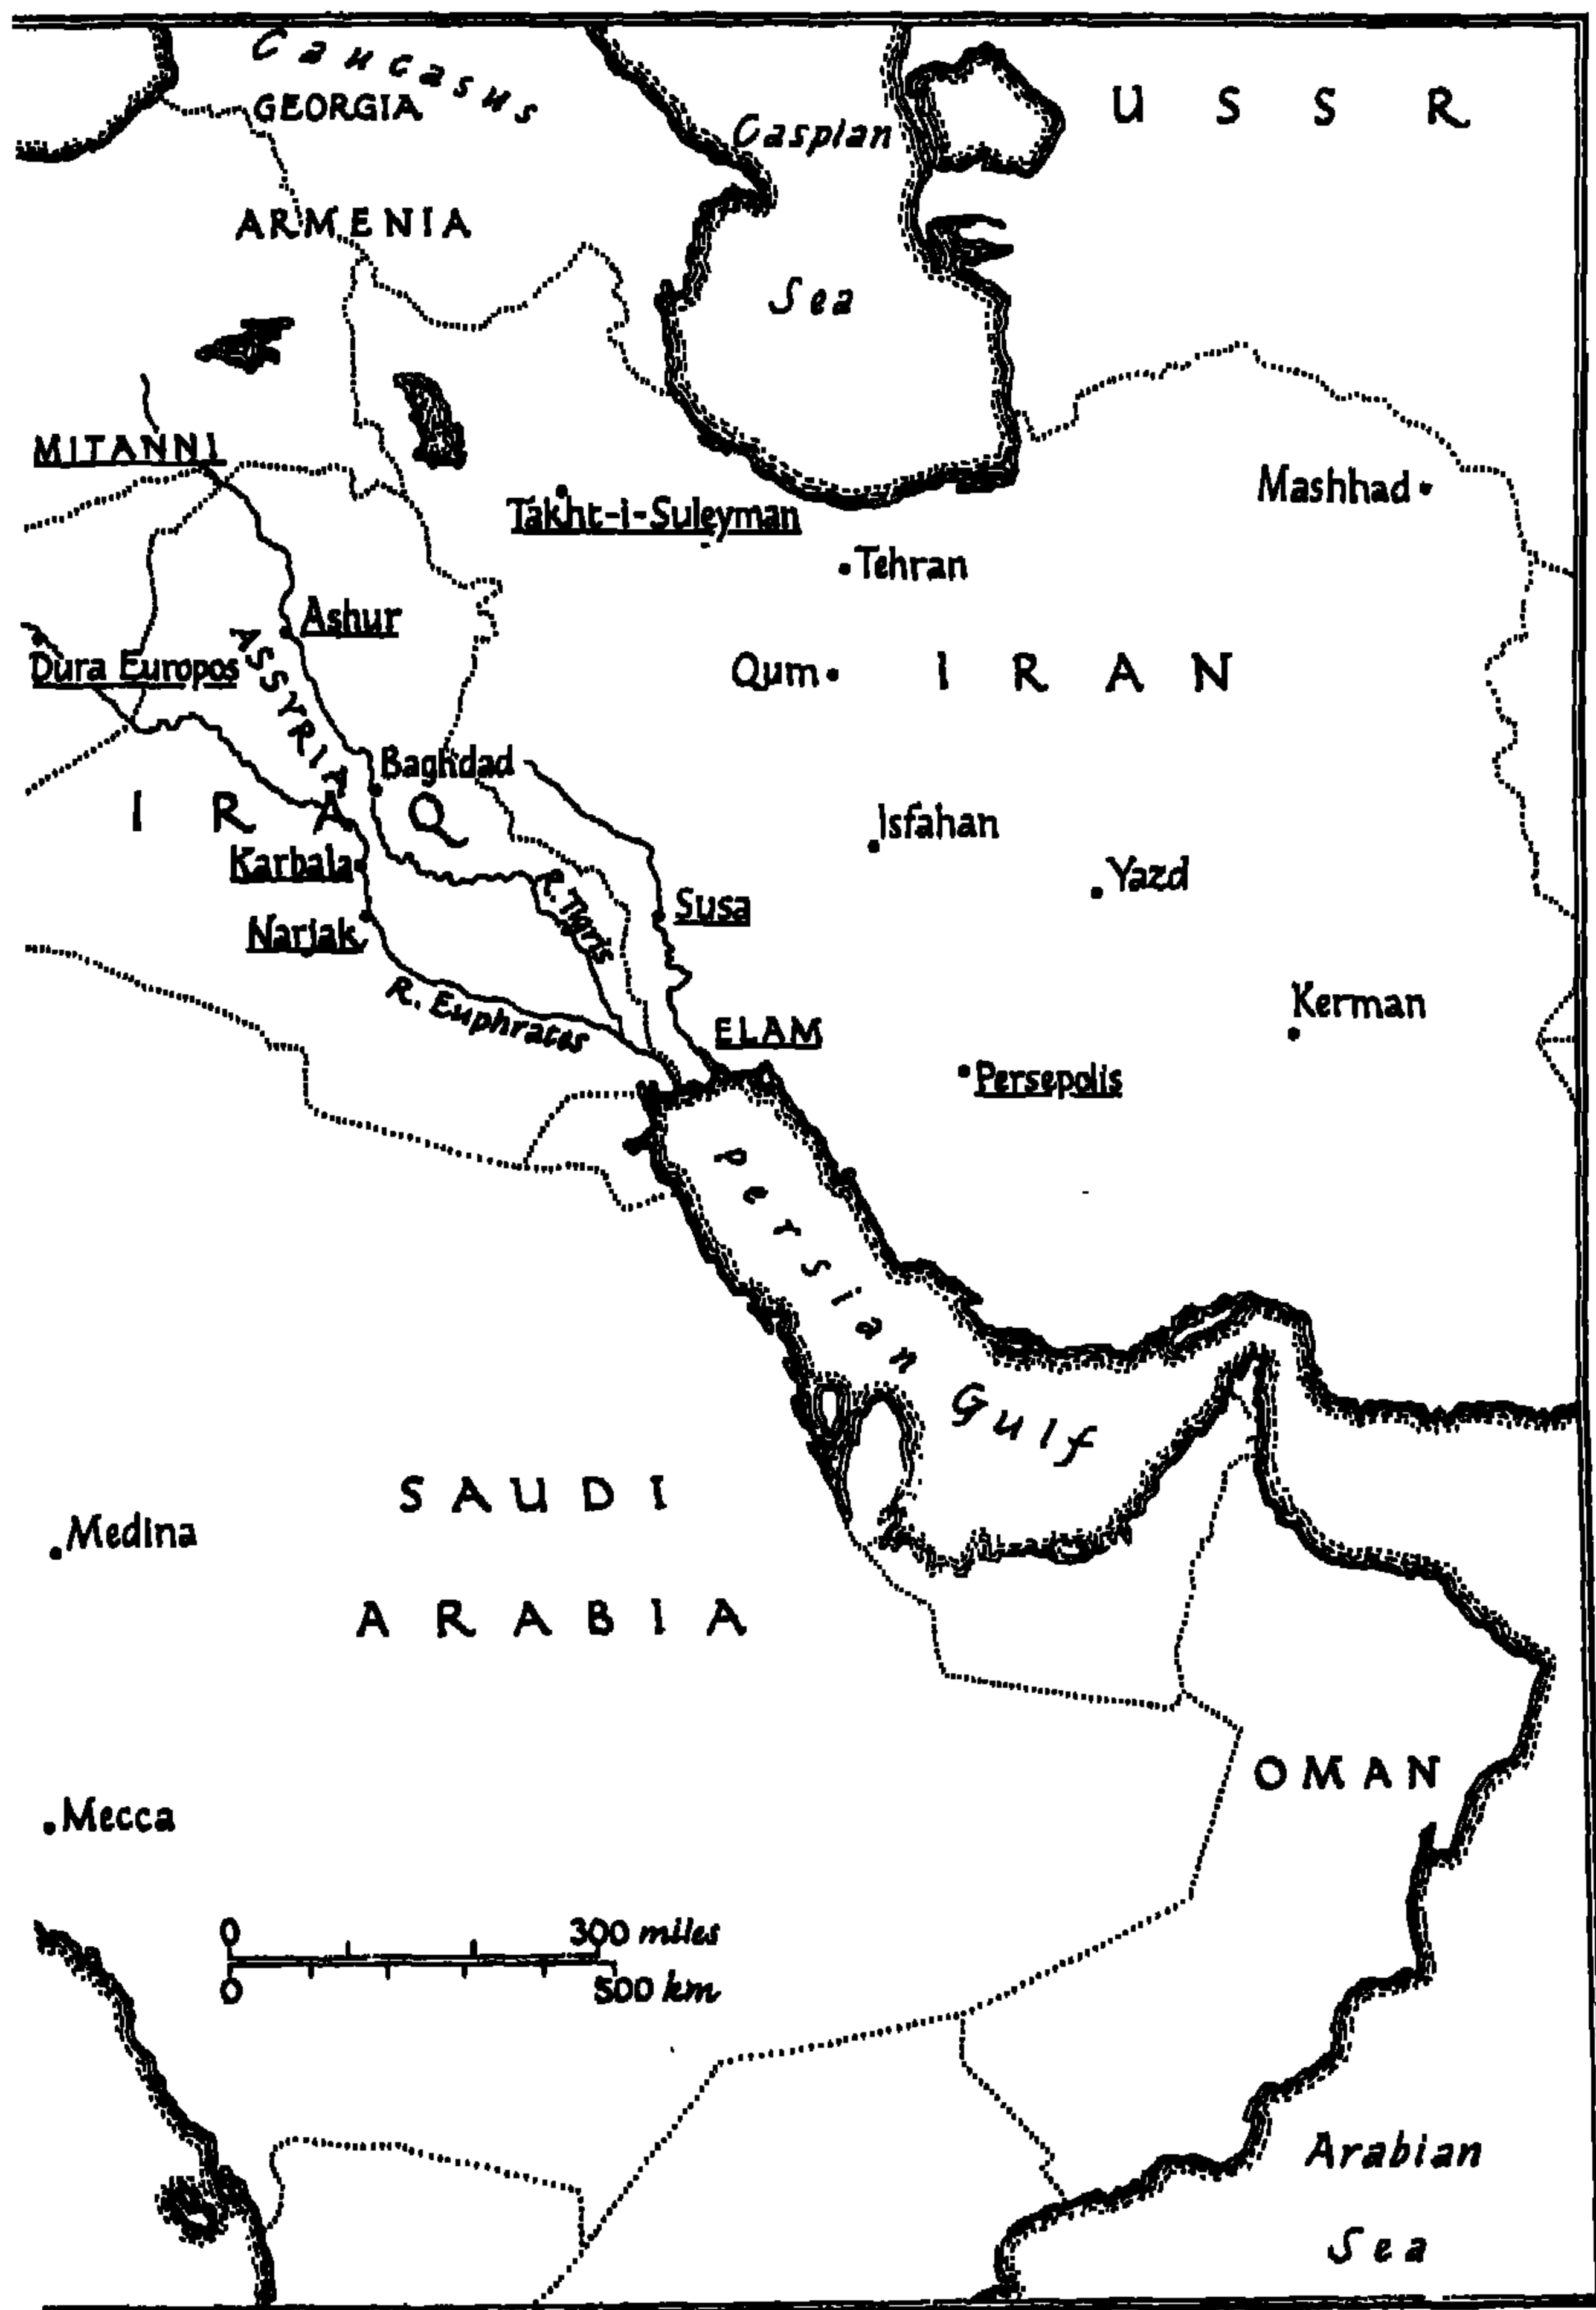 Caucasus
GEORGIA
Caspian
Sea
U S S R
ARMENIA
MITANNI
Mashhad
Takht-i-Suleyman
Tehran
Ashur
ASSYRIA
Dura Europos
Qum
I R A N
Baghdad
I R A Q
Isfahan
Karbala
Yazd
R. Tigris
Susa
Narjak
R. Euphrates
Kerman
ELAM
Persepolis
Persian
Gulf
S A U D I
Medina
A R A B I A
OMAN
Mecca
0 300 miles
0 500 km
Arabian
Sea